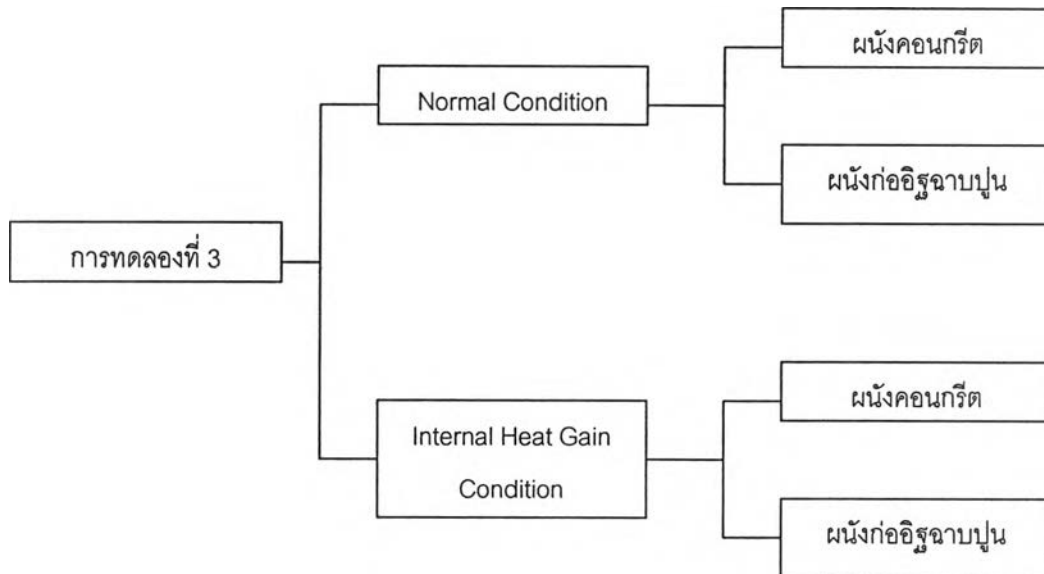 ผนังคอนกรีต
Normal Condition
ผนังก่ออิฐฉาบปูน
การทดลองที่ 3
ผนังคอนกรีต
Internal Heat Gain
Condition
ผนังก่ออิฐฉาบปูน